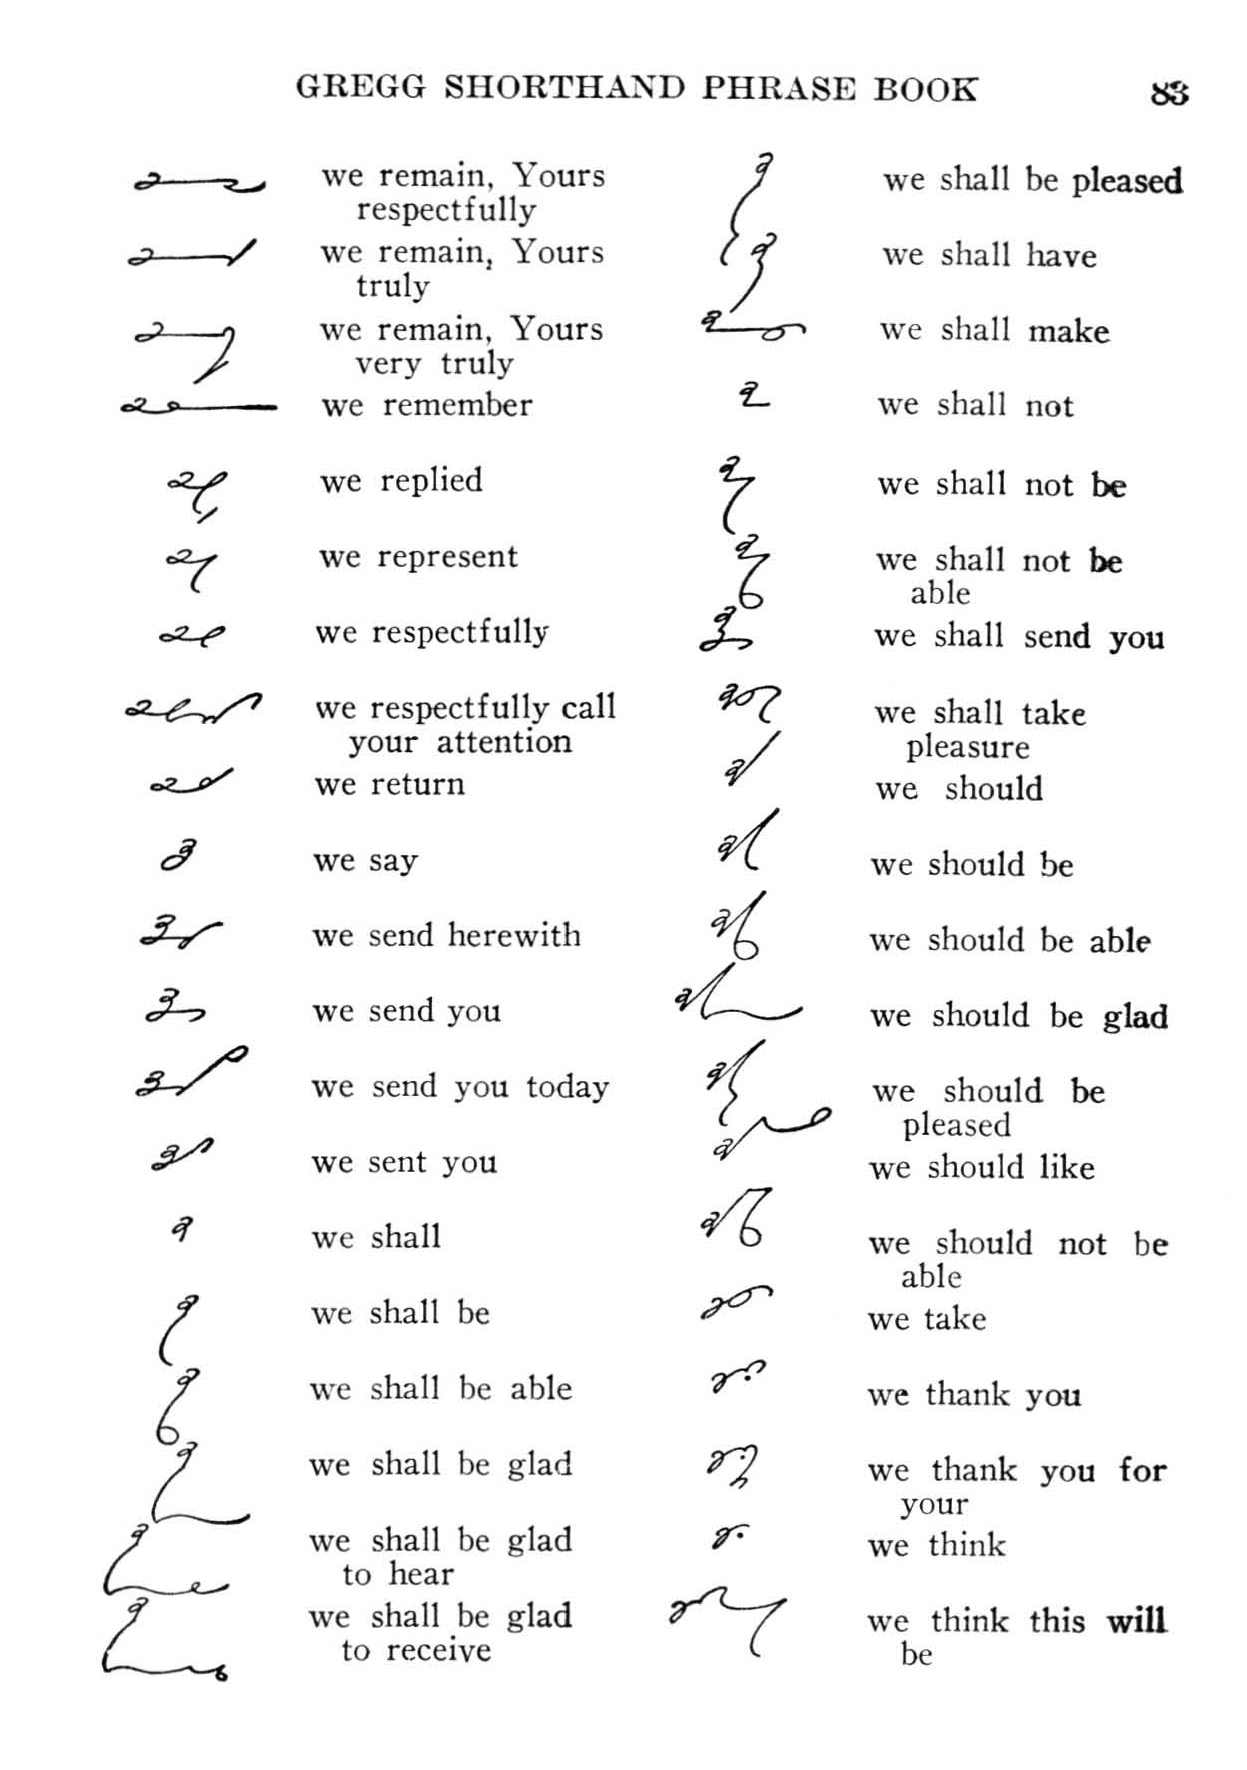 GREGG SHORTHAND PHRASE BOOK 83
we remain, Yours
respectfully
we remain, Yours
truly
we remain, Yours
very truly
we remember
we replied
we represent
we respectfully
we respectfully call
your attention
we return
we say
we send herewith
we send you
we send you today
we sent you
we shall
we shall be
we shall be able
we shall be glad
we shall be glad
to hear
we shall be glad
to receive
we shall be pleased
we shall have
we shall make
we shall not
we shall not be
we shall not be
able
we shall send you
we shall take
pleasure
we should
we should be
we should be able
we should be glad
we should be
pleased
we should like
we should not be
able
we take
we thank you
we thank you for
your
we think
we think this will
be